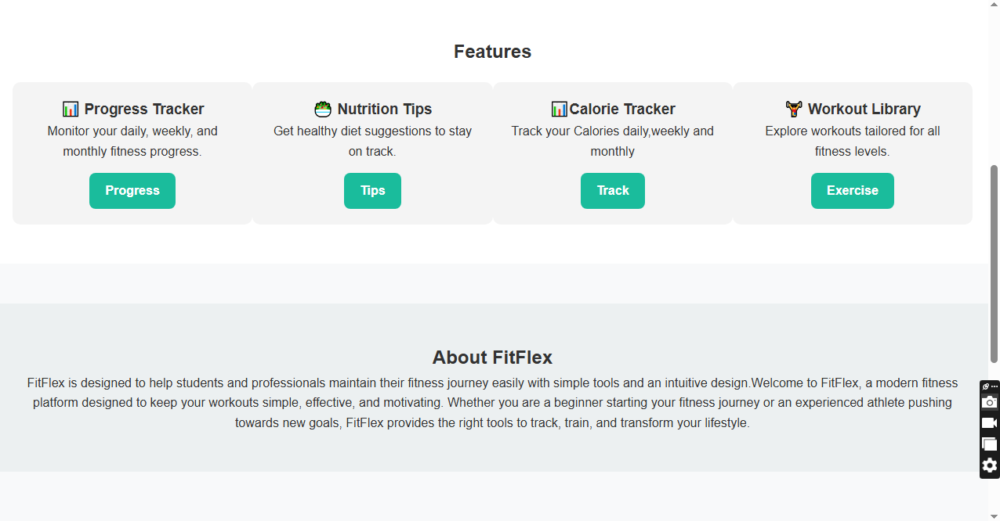 Features
Progress Tracker
Monitor your daily, weekly, and
monthly fitness progress.
Progress
Nutrition Tips
Get healthy diet suggestions to stay
on track.
Tips
Calorie Tracker
Track your Calories daily,weekly and
monthly
Track
Workout Library
Explore workouts tailored for all
fitness levels.
Exercise
About FitFlex
FitFlex is designed to help students and professionals maintain their fitness journey easily with simple tools and an intuitive design.Welcome to FitFlex, a modern fitness
platform designed to keep your workouts simple, effective, and motivating. Whether you are a beginner starting your fitness journey or an experienced athlete pushing
towards new goals, FitFlex provides the right tools to track, train, and transform your lifestyle.